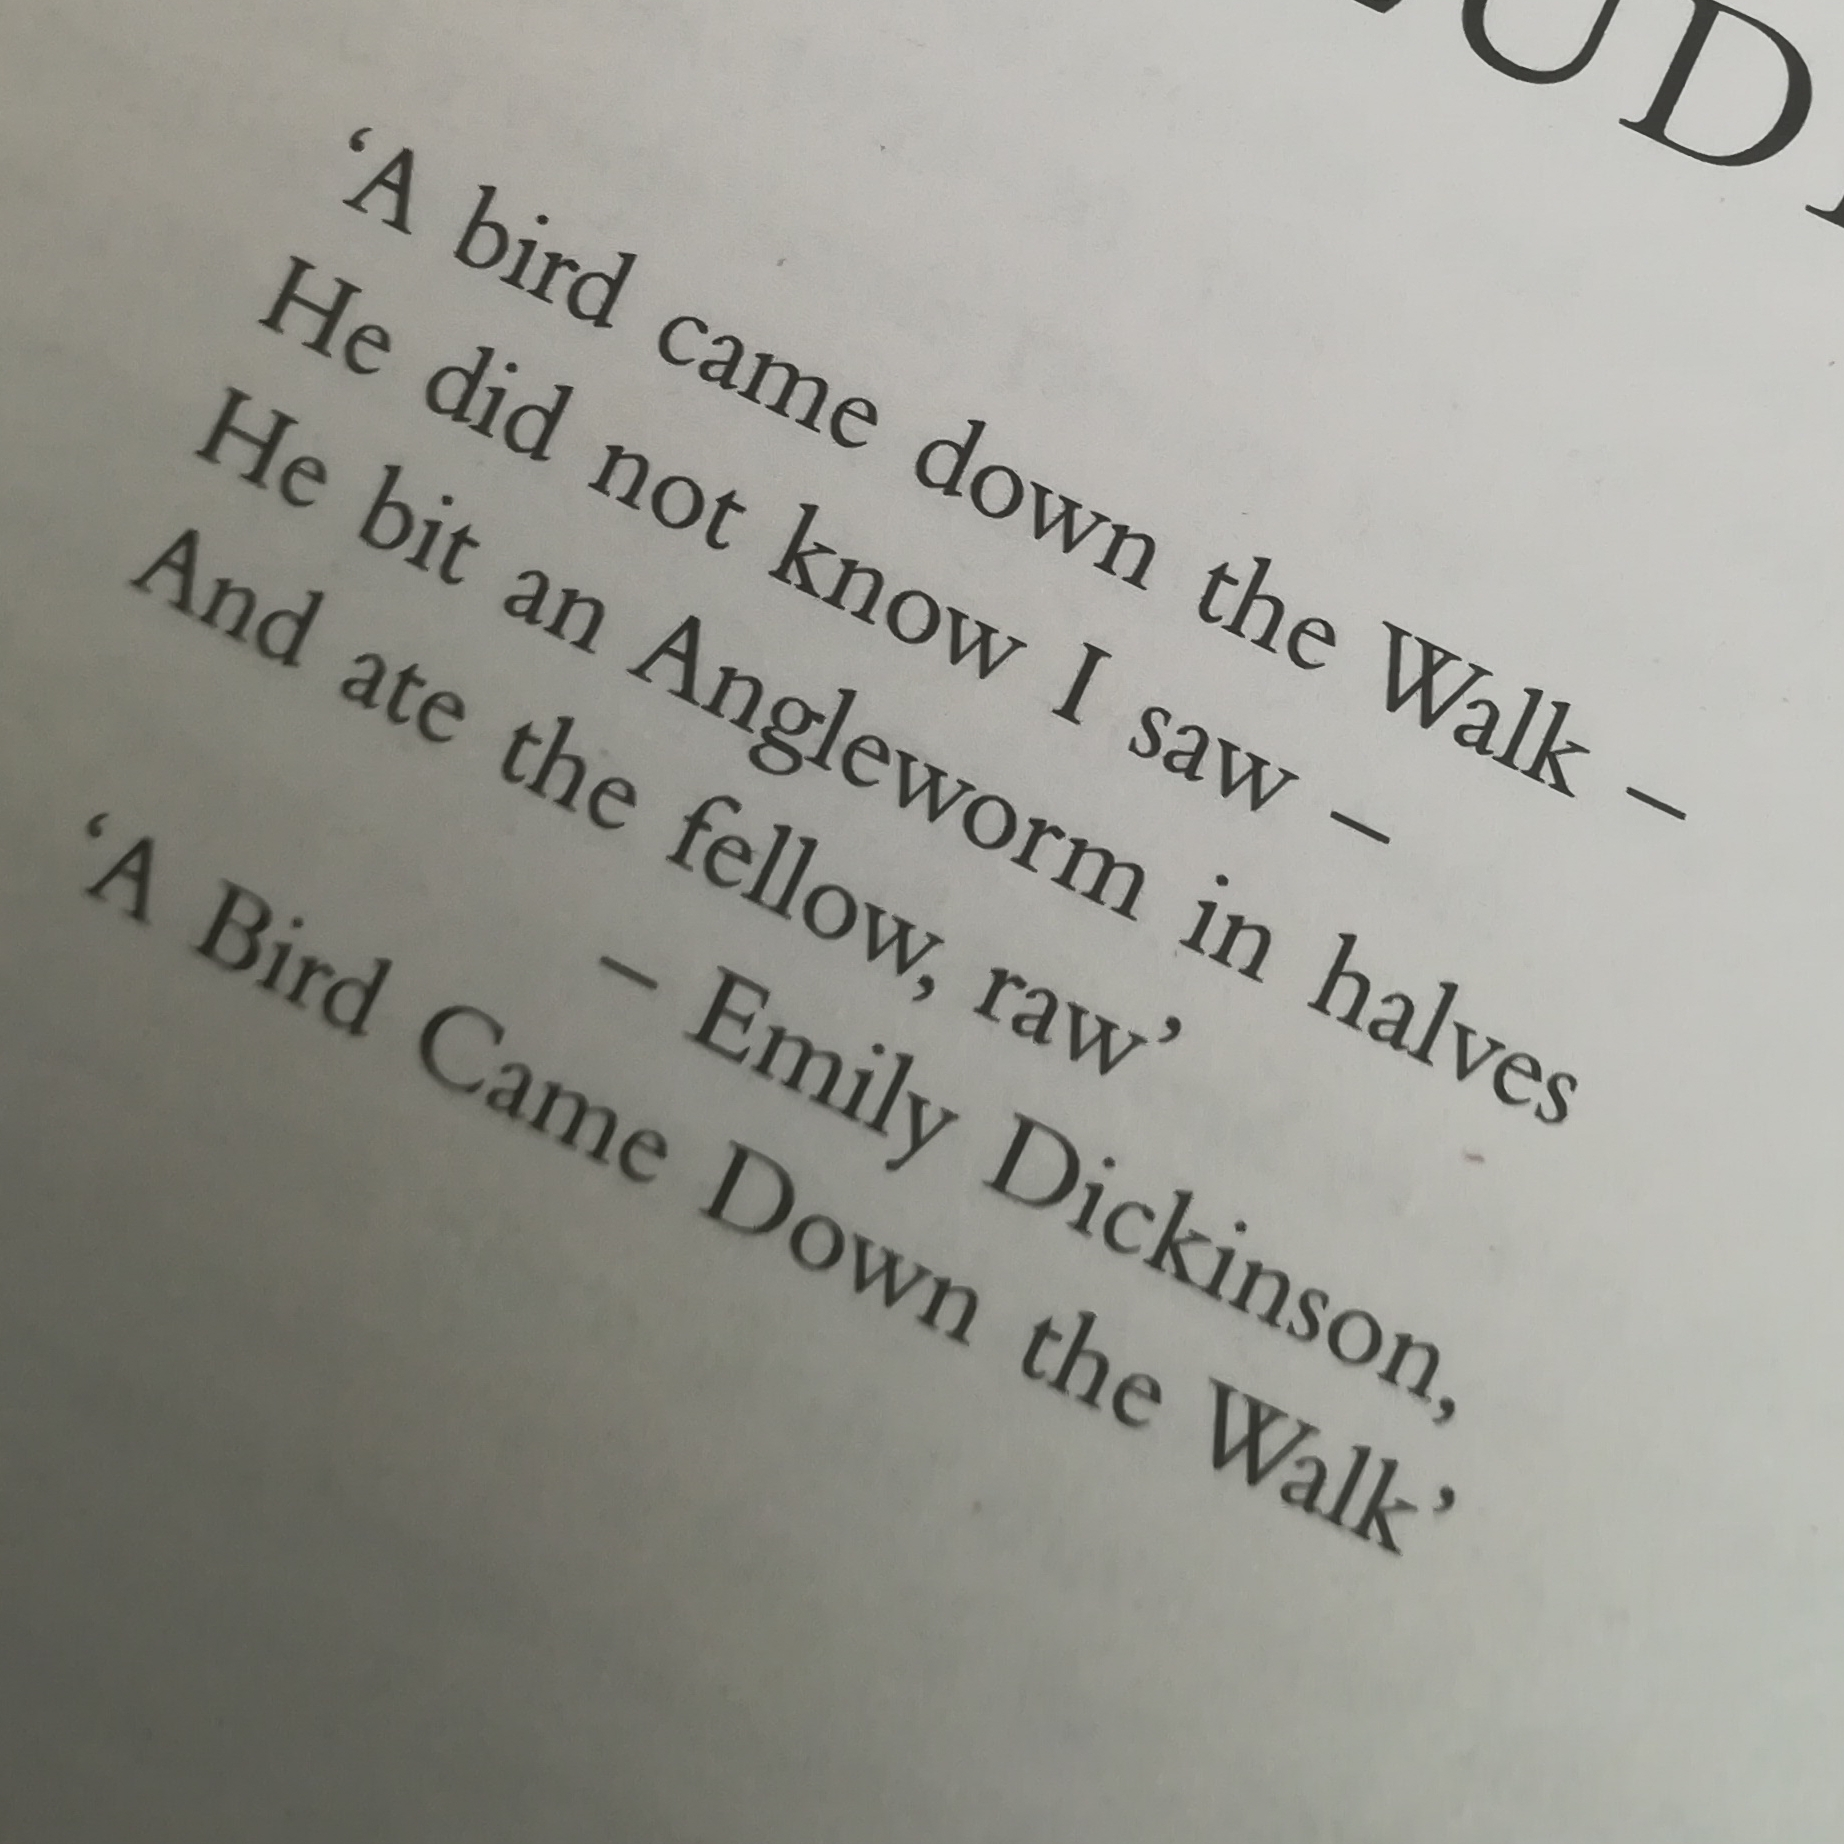 UD
‘A bird came down the Walk –
He did not know I saw –
He bit an Angleworm in halves
And ate the fellow, raw’
– Emily Dickinson,
‘A Bird Came Down the Walk’